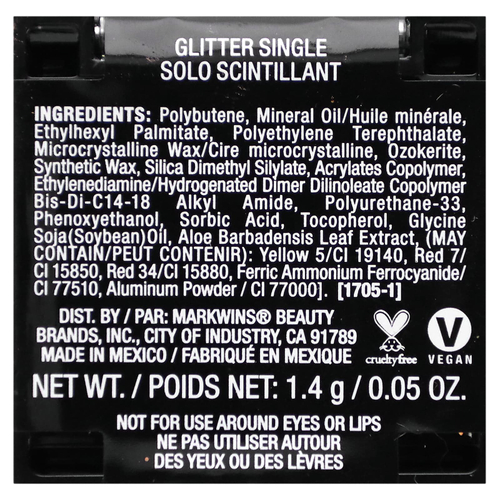 GLITTER SINGLE
SOLO SCINTILLANT
INGREDIENTS: Polybutene, Mineral Oil/Huile minérale,
Ethylhexyl Palmitate, Polyethylene Terephthalate,
Microcrystalline Wax/Cire microcrystalline, Ozokerite,
Synthetic Wax, Silica Dimethyl Silylate, Acrylates Copolymer,
Ethylenediamine/Hydrogenated Dimer Dilinoleate Copolymer
Bis-Di-C14-18 Alkyl Amide, Polyurethane-33,
Phenoxyethanol, Sorbic Acid, Tocopherol, Glycine
Soja(Soybean)Oil, Aloe Barbadensis Leaf Extract, (MAY
CONTAIN/PEUT CONTENIR): Yellow 5/CI 19140, Red 7/
CI 15850, Red 34/CI 15880, Ferric Ammonium Ferrocyanide/
CI 77510, Aluminum Powder / CI 77000]. [1705-1]
DIST. BY / PAR: MARKWINS® BEAUTY
BRANDS, INC., CITY OF INDUSTRY, CA 91789
MADE IN MEXICO / FABRIQUÉ EN MEXIQUE
crueltyfree
V
VEGAN
NET WT. / POIDS NET: 1.4 g / 0.05 OZ.
NOT FOR USE AROUND EYES OR LIPS
NE PAS UTILISER AUTOUR
DES YEUX OU DES LÈVRES